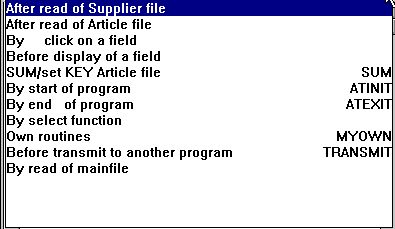 After read of Supplier file
After read of Article file
By click on a field
Before display of a field
SUM/set KEY Article file SUM
By start of program ATINIT
By end of program ATEXIT
By select function
Own routines MYOWN
Before transmit to another program TRANSMIT
By read of mainfile